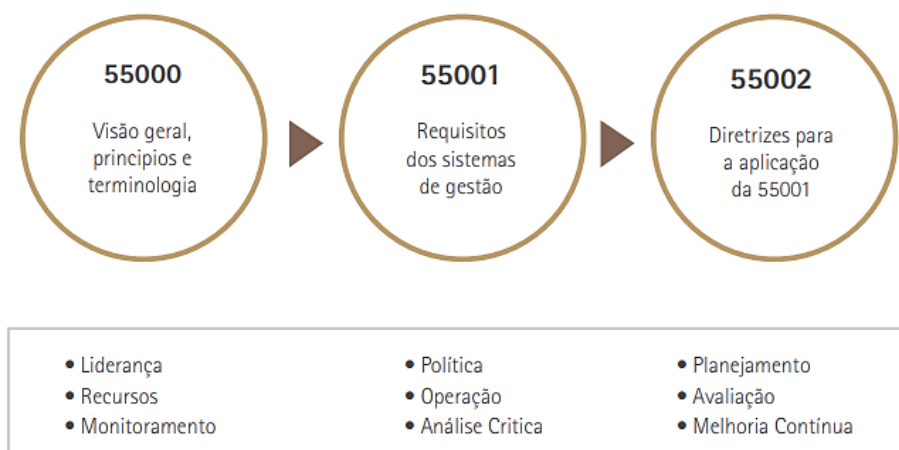 55000
Visão geral,
principios e
terminologia
55001
Requisitos
dos sistemas
de gestão
55002
Diretrizes para
a aplicação
da 55001
• Liderança
• Recursos
• Monitoramento
• Política
• Operação
• Análise Critica
• Planejamento
• Avaliação
• Melhoria Contínua